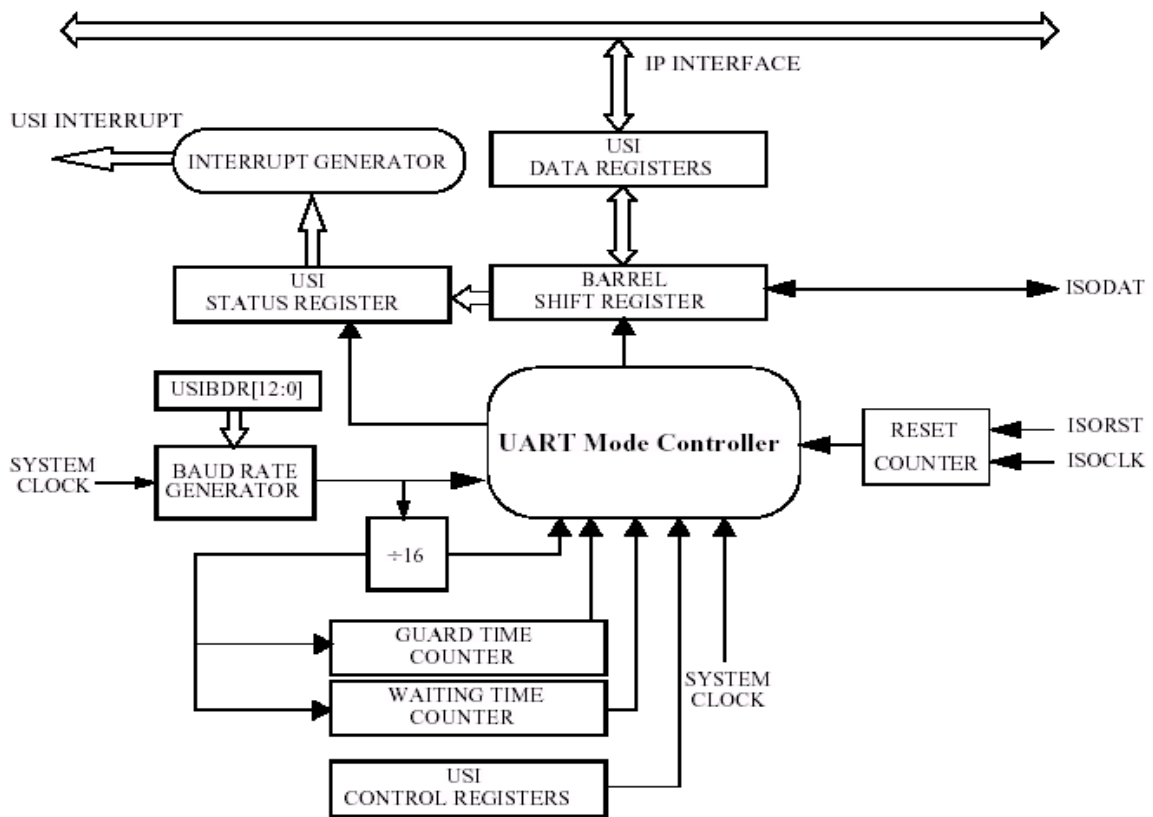 IP INTERFACE
USI INTERRUPT
INTERRUPT GENERATOR
USI
DATA REGISTERS
USI
STATUS REGISTER
BARREL
SHIFT REGISTER
ISODAT
USIBDR[12:0]
SYSTEM
CLOCK
BAUD RATE
GENERATOR
UART Mode Controller
RESET
COUNTER
ISORST
ISOCLK
÷16
GUARD TIME
COUNTER
WAITING TIME
COUNTER
SYSTEM
CLOCK
USI
CONTROL REGISTERS